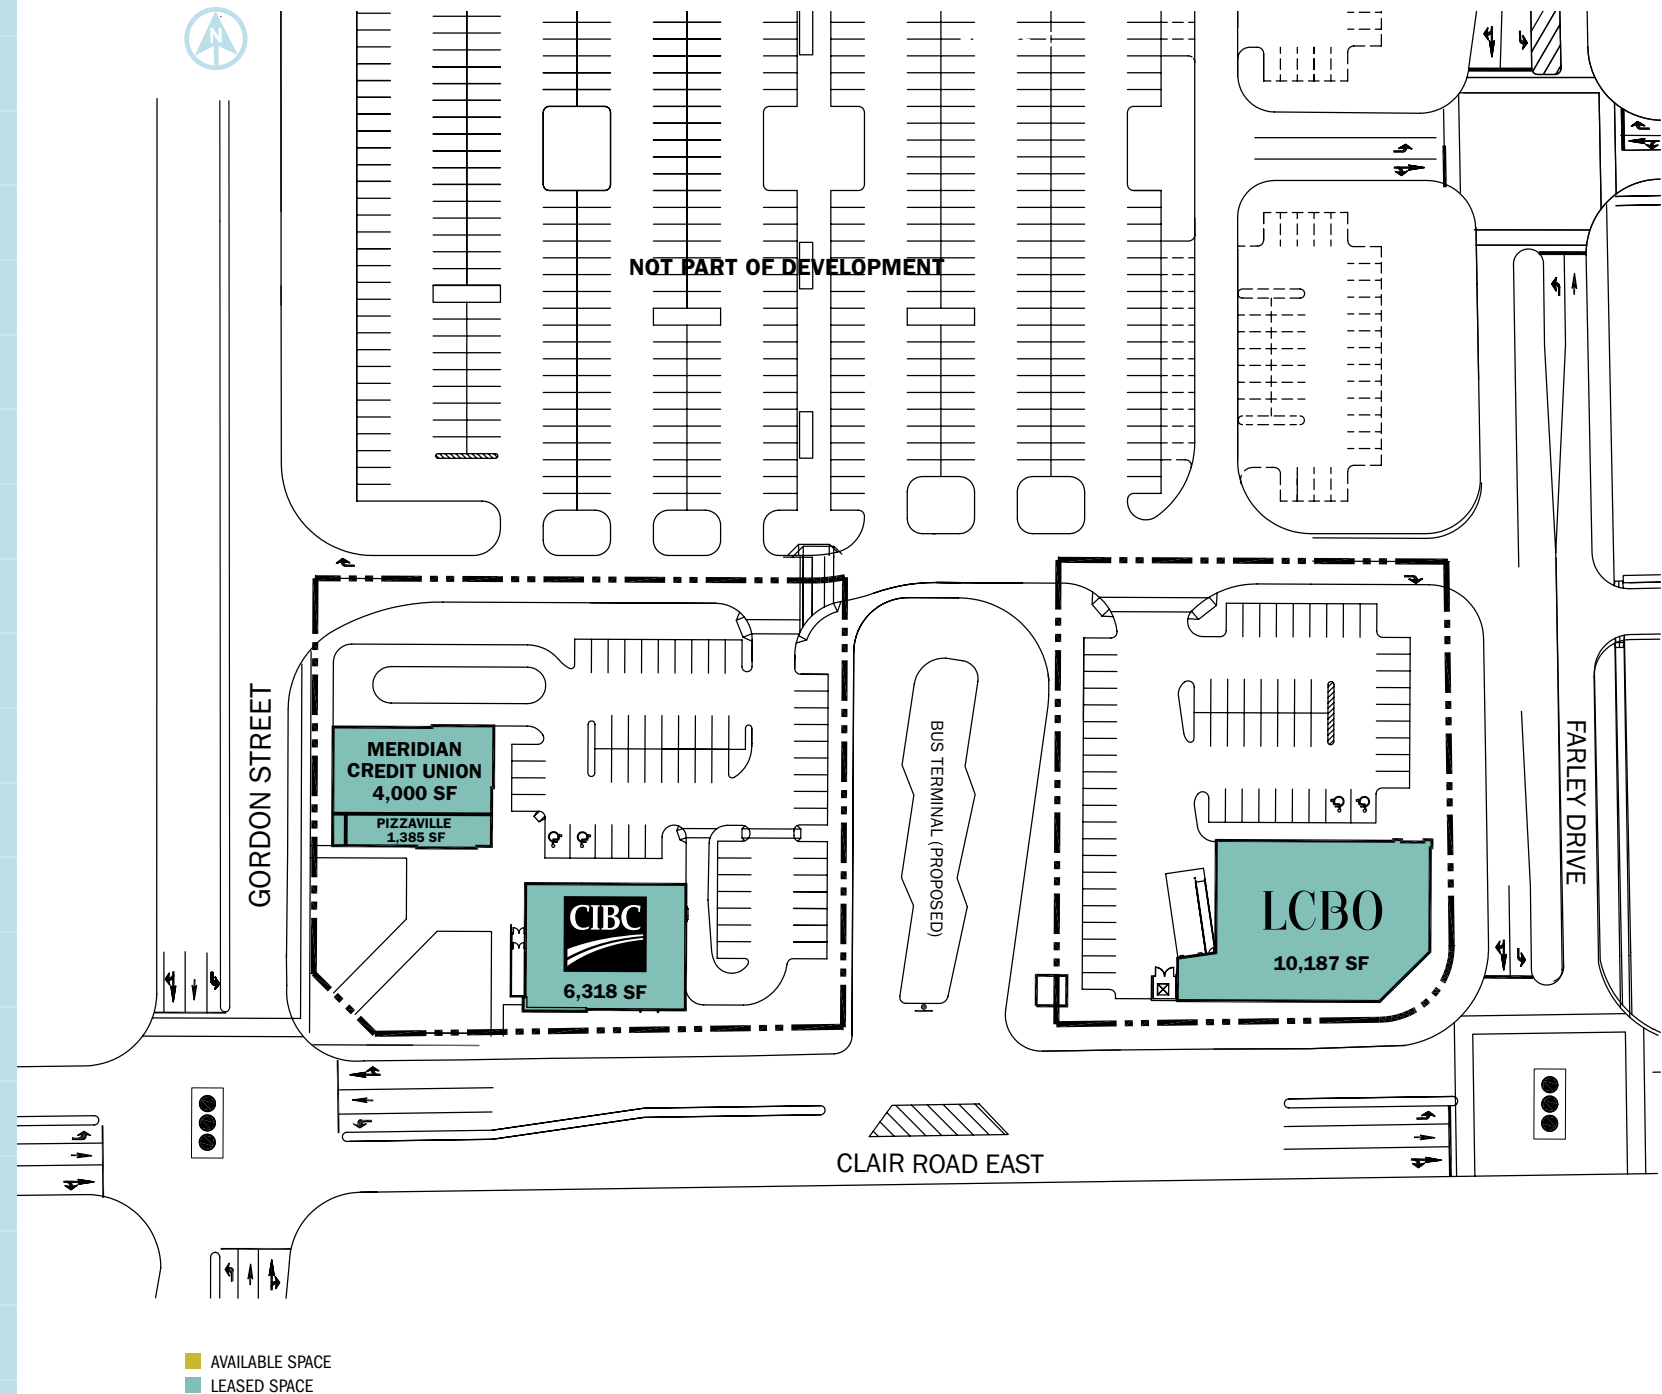 N
NOT PART OF DEVELOPMENT
GORDON STREET
MERIDIAN
CREDIT UNION
4,000 SF
PIZZAVILLE
1,385 SF
CIBC
6,318 SF
BUS TERMINAL (PROPOSED)
LCBO
10,187 SF
FARLEY DRIVE
CLAIR ROAD EAST
AVAILABLE SPACE
LEASED SPACE